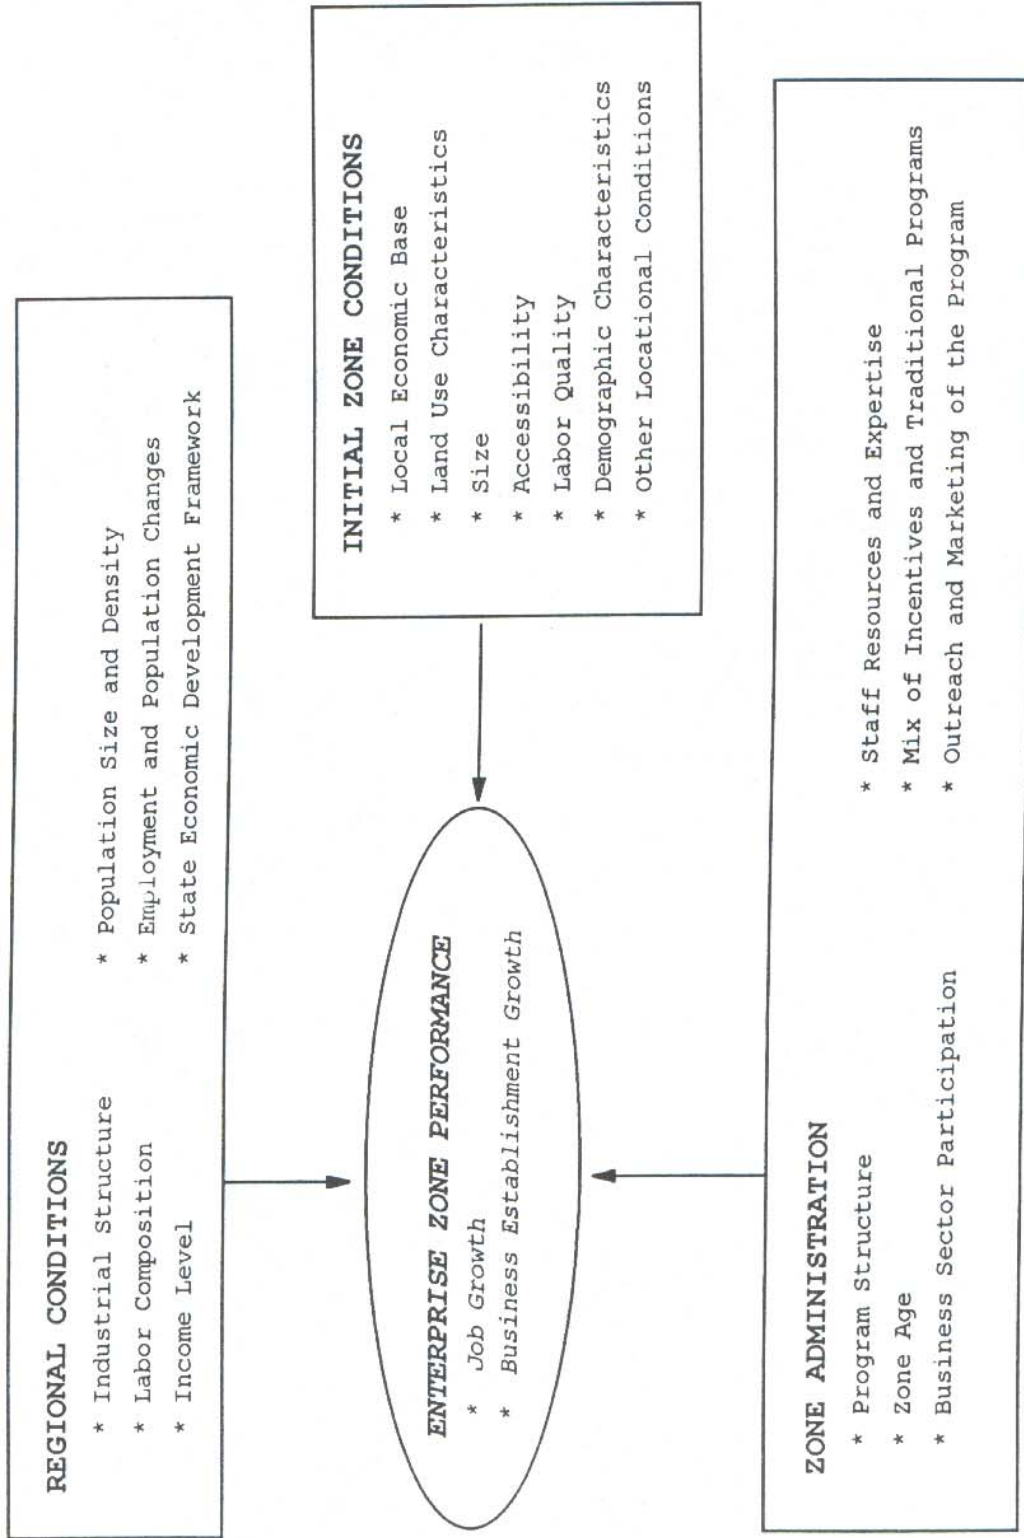 REGIONAL CONDITIONS
* Industrial Structure
* Labor Composition
* Income Level
* Population Size and Density
* Employment and Population Changes
* State Economic Development Framework
ENTERPRISE ZONE PERFORMANCE
* Job Growth
* Business Establishment Growth
INITIAL ZONE CONDITIONS
* Local Economic Base
* Land Use Characteristics
* Size
* Accessibility
* Labor Quality
* Demographic Characteristics
* Other Locational Conditions
ZONE ADMINISTRATION
* Program Structure
* Zone Age
* Business Sector Participation
* Staff Resources and Expertise
* Mix of Incentives and Traditional Programs
* Outreach and Marketing of the Program